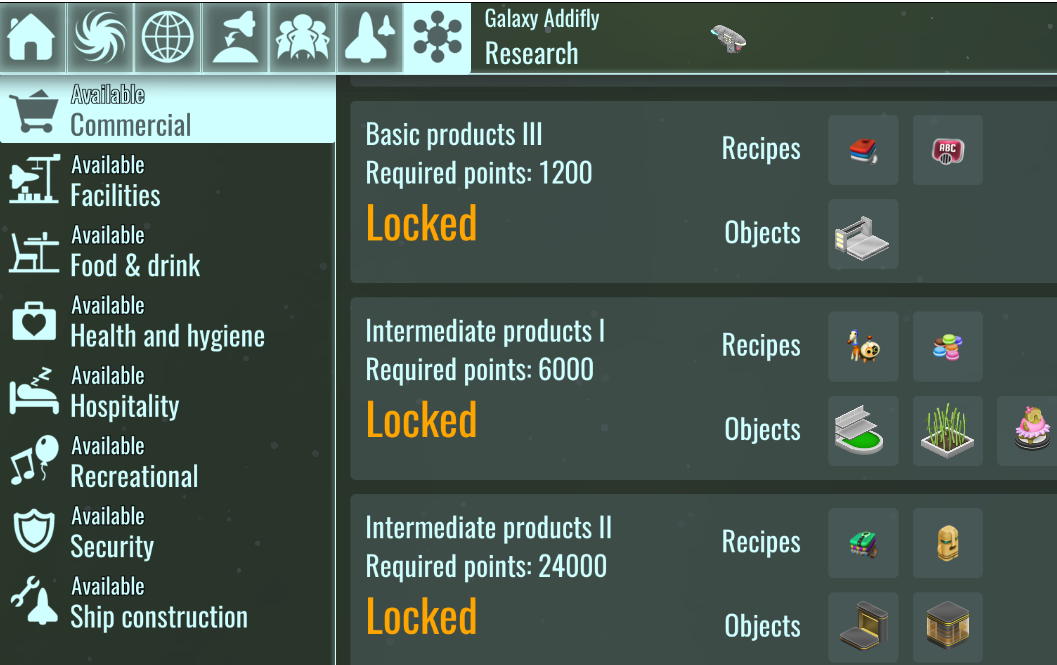 Galaxy Addifly
Research
Available
Commercial
Available
Facilities
Available
Food & drink
Available
Health and hygiene
Available
Hospitality
Available
Recreational
Available
Security
Available
Ship construction
Basic products III
Required points: 1200
Locked
Recipes
ABC
Objects
Intermediate products I
Required points: 6000
Locked
Recipes
Objects
Intermediate products II
Required points: 24000
Locked
Recipes
Objects